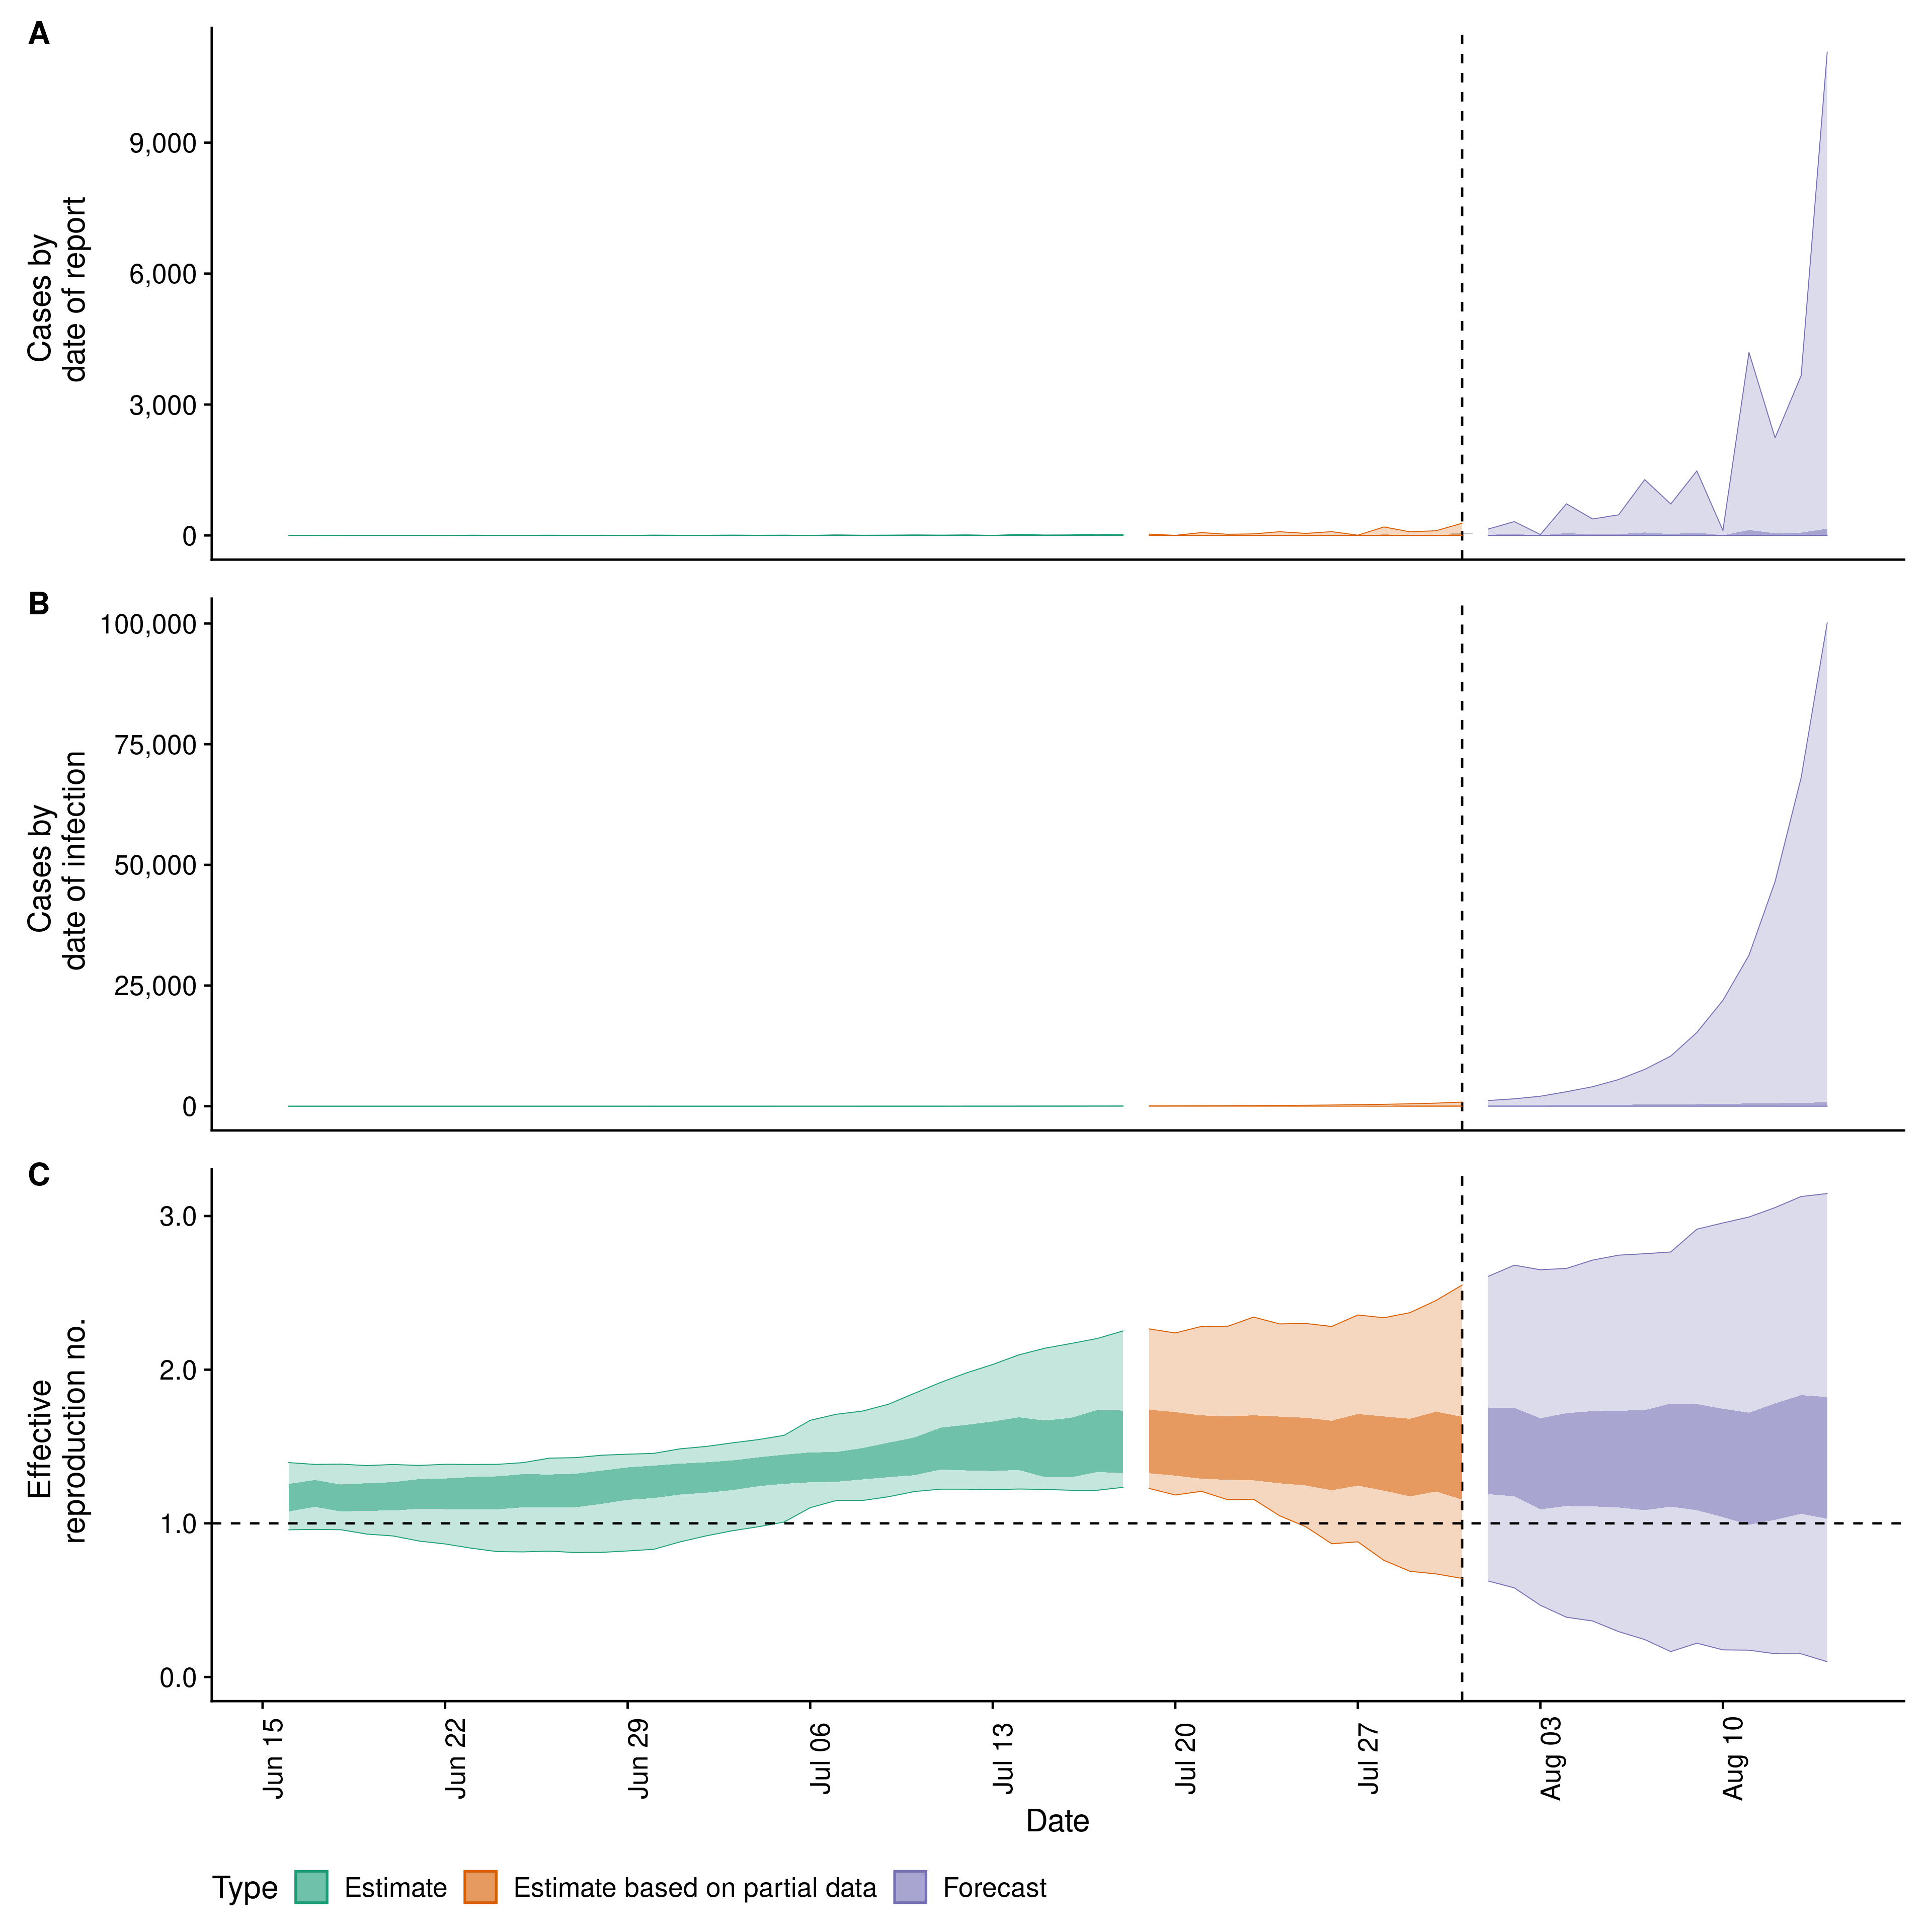 A
Cases by
date of report
9,000
6,000
3,000
0
B
Cases by
date of infection
100,000
75,000
50,000
25,000
0
C
Effective
reproduction no.
3.0
2.0
1.0
0.0
Jun 15
Jun 22
Jun 29
Jul 06
Jul 13
Jul 20
Jul 27
Aug 03
Aug 10
Date
Type
Estimate
Estimate based on partial data
Forecast